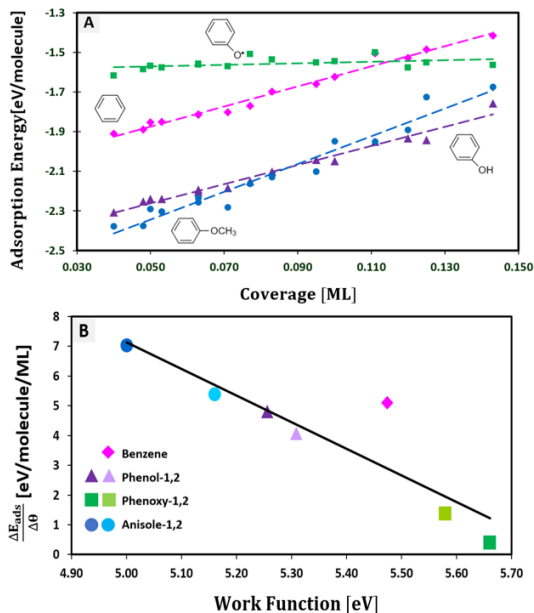 A
Adsorption Energy[eV/molecule]
-1.3
-1.5
-1.7
-1.9
-2.1
-2.3
-2.5
O•
OH
OCH3
0.030 0.050 0.070 0.090 0.110 0.130 0.150
Coverage [ML]
B
ΔEads/Δθ [eV/molecule/ML]
8
7
6
5
4
3
2
1
0
Benzene
Phenol-1,2
Phenoxy-1,2
Anisole-1,2
4.90 5.00 5.10 5.20 5.30 5.40 5.50 5.60 5.70
Work Function [eV]